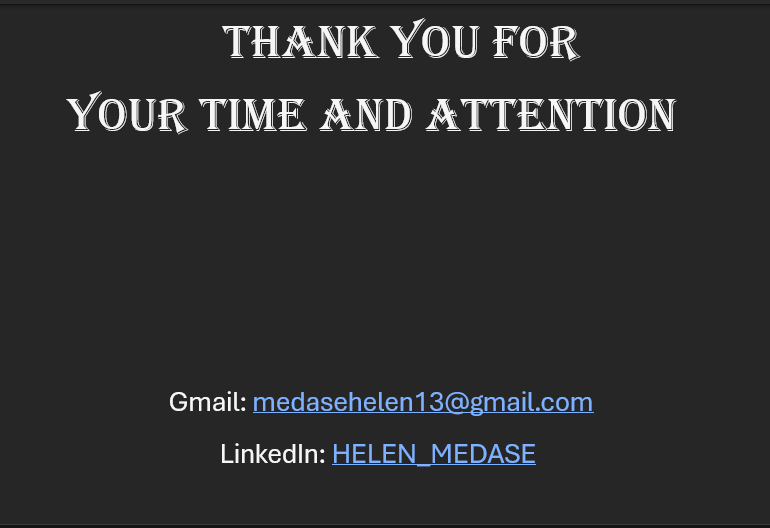 THANK YOU FOR
YOUR TIME AND ATTENTION
Gmail: medasehelen13@gmail.com
LinkedIn: HELEN_MEDASE